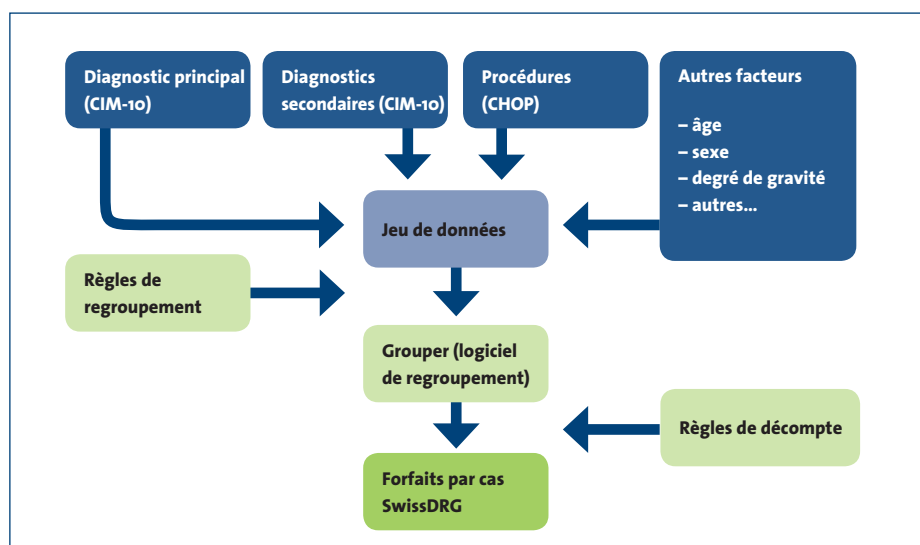 Diagnostic principal
(CIM-10)
Diagnostics
secondaires (CIM-10)
Procédures
(CHOP)
Autres facteurs
– âge
– sexe
– degré de gravité
– autres...
Jeu de données
Règles de
regroupement
Grouper (logiciel
de regroupement)
Règles de décompte
Forfaits par cas
SwissDRG